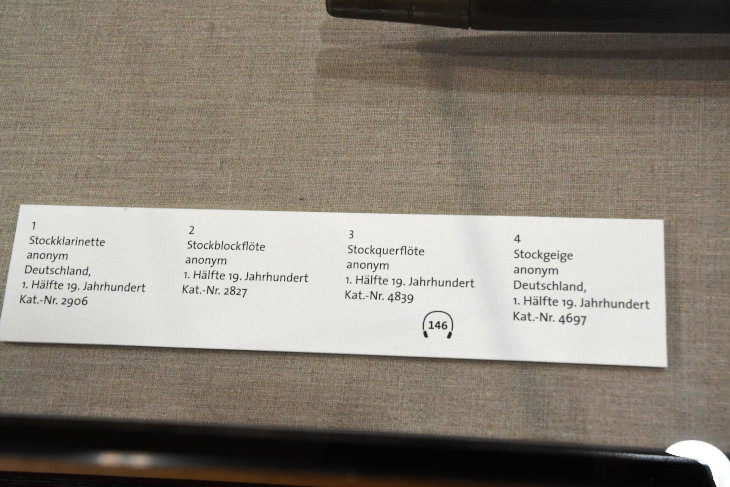 1
Stockklarinette
anonym
Deutschland,
1. Hälfte 19. Jahrhundert
Kat.-Nr. 2906
2
Stockblockflöte
anonym
1. Hälfte 19. Jahrhundert
Kat.-Nr. 2827
3
Stockquerflöte
anonym
1. Hälfte 19. Jahrhundert
Kat.-Nr. 4839
146
4
Stockgeige
anonym
Deutschland,
1. Hälfte 19. Jahrhundert
Kat.-Nr. 4697